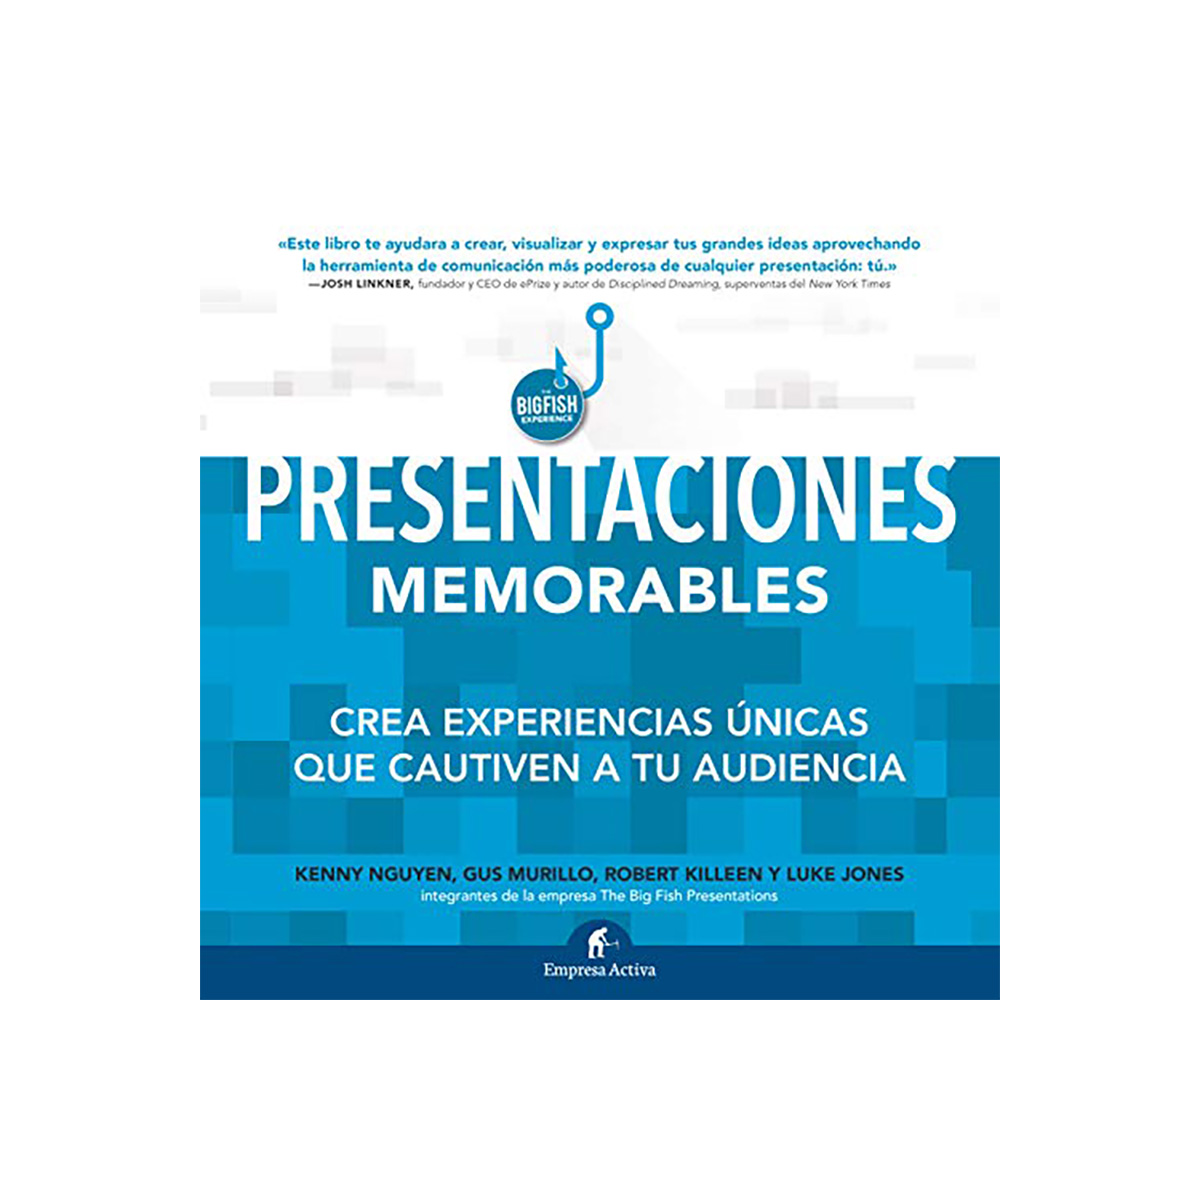 «Este libro te ayudara a crear, visualizar y expresar tus grandes ideas aprovechando
la herramienta de comunicación más poderosa de cualquier presentación: tú.»
—JOSH LINKNER, fundador y CEO de ePrize y autor de Disciplined Dreaming, superventas del New York Times
THE
BIGFISH
EXPERIENCE
PRESENTACIONES
MEMORABLES
CREA EXPERIENCIAS ÚNICAS
QUE CAUTIVEN A TU AUDIENCIA
KENNY NGUYEN, GUS MURILLO, ROBERT KILLEEN Y LUKE JONES
integrantes de la empresa The Big Fish Presentations
Empresa Activa